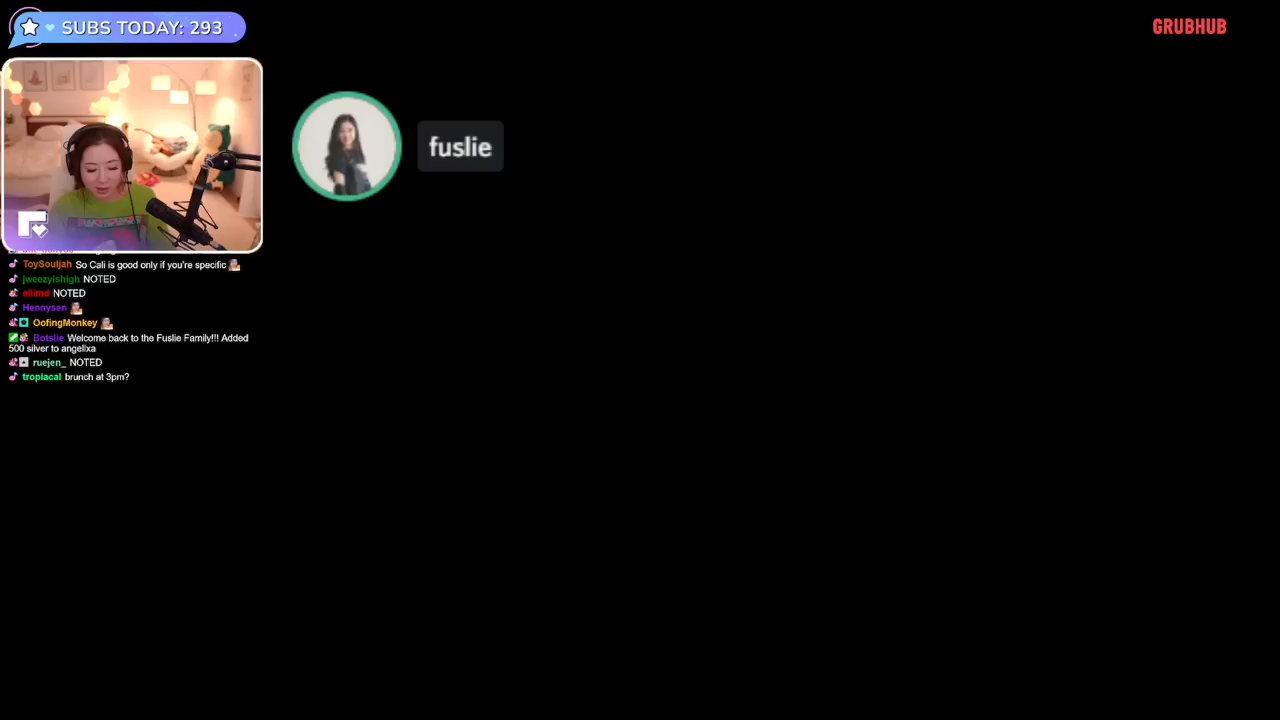 SUBS TODAY: 293
GRUBHUB
fuslie
ToySouljah So Cali is good only if you're specific
jweezyishigh NOTED
NOTED
Hennysen
OofingMonkey
Botslie Welcome back to the Fuslie Family!!! Added
500 silver to angelixa
ruejen_ NOTED
tropiacal brunch at 3pm?